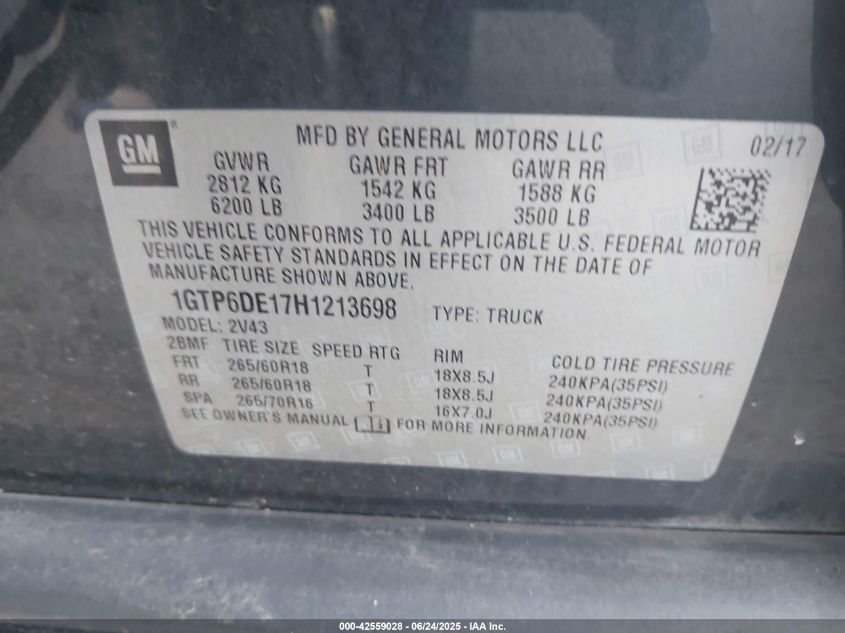 GM
MFD BY GENERAL MOTORS LLC
02/17
GVWR GAWR FRT GAWR RR
2812 KG 1542 KG 1588 KG
6200 LB 3400 LB 3500 LB
THIS VEHICLE CONFORMS TO ALL APPLICABLE U.S. FEDERAL MOTOR
VEHICLE SAFETY STANDARDS IN EFFECT ON THE DATE OF
MANUFACTURE SHOWN ABOVE.
1GTP6DE17H1213698 TYPE: TRUCK
MODEL: 2V43
2BMF TIRE SIZE SPEED RTG RIM COLD TIRE PRESSURE
FRT 265/60R18 T 18X8.5J 240KPA(35PSI)
RR 265/60R18 T 18X8.5J 240KPA(35PSI)
SPA 265/70R16 T 16X7.0J 240KPA(35PSI)
SEE OWNER'S MANUAL FOR MORE INFORMATION
000-42559028 - 06/24/2025 - IAA Inc.